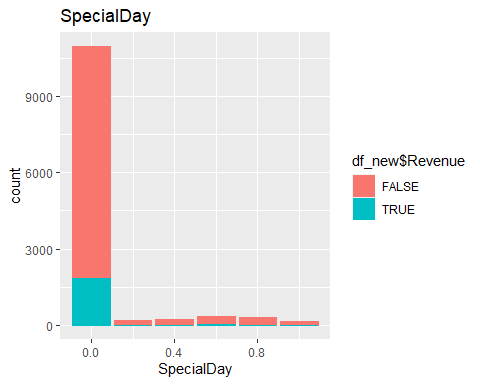 SpecialDay
9000
6000
3000
0
count
0.0 0.4 0.8
SpecialDay
df_new$Revenue
FALSE
TRUE